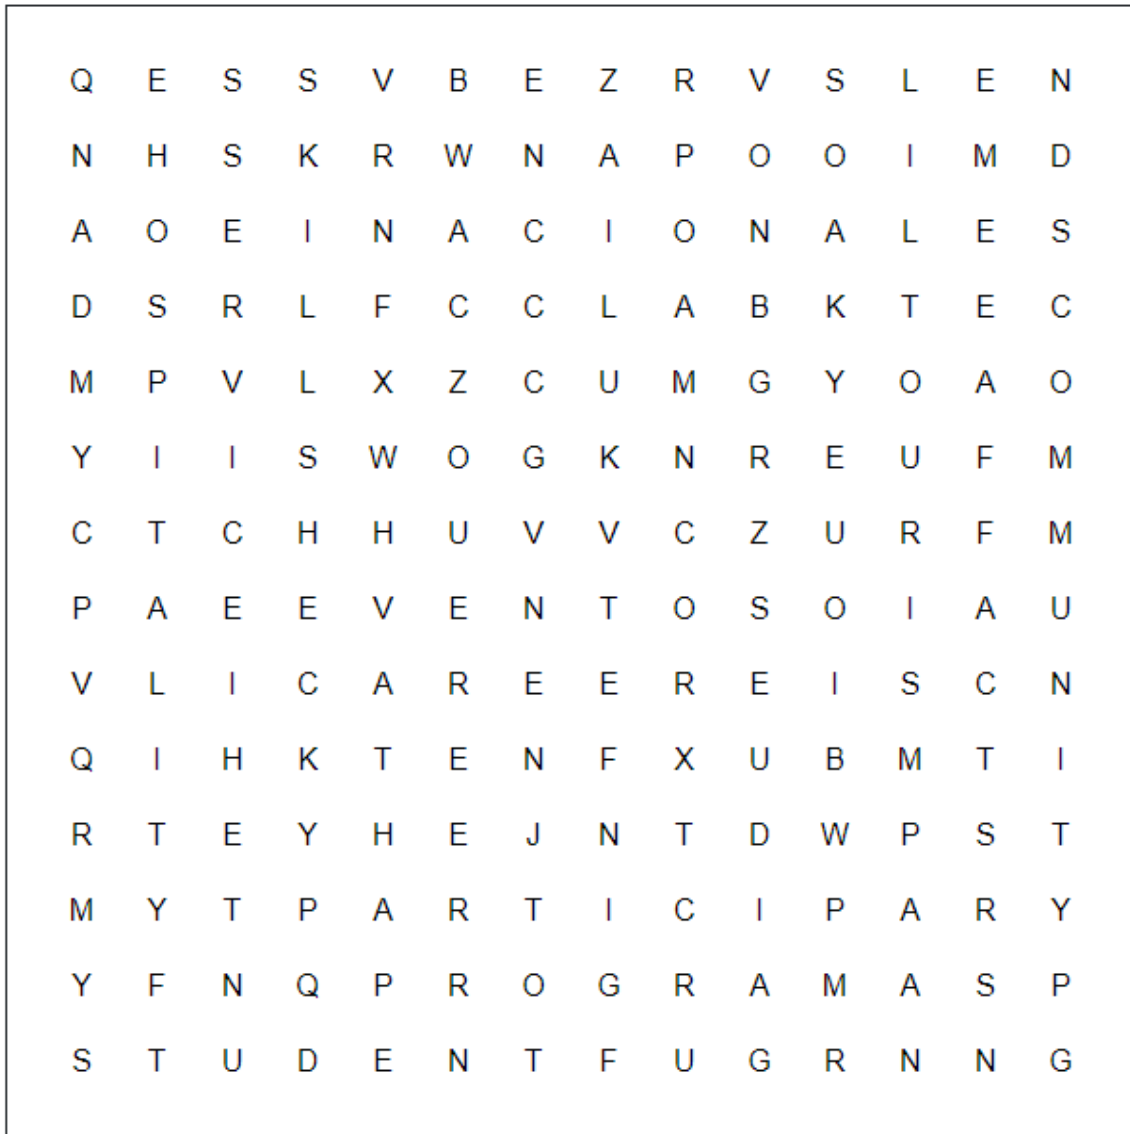 Q E S S V B E Z R V S L E N
N H S K R W N A P O O I M D
A O E I N A C I O N A L E S
D S R L F C C L A B K T E C
M P V L X Z C U M G Y O A O
Y I I S W O G K N R E U F M
C T C H H U V V C Z U R F M
P A E E V E N T O S O I A U
V L I C A R E E R E I S C N
Q I H K T E N F X U B M T I
R T E Y H E J N T D W P S T
M Y T P A R T I C I P A R Y
Y F N Q P R O G R A M A S P
S T U D E N T F U G R N N G